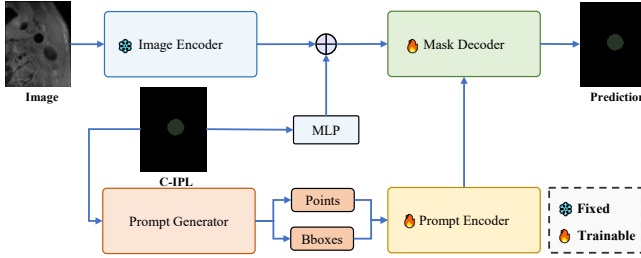 Image Encoder
Mask Decoder
Image
Prediction
MLP
C-IPL
Prompt Generator
Points
Bboxes
Prompt Encoder
Fixed
Trainable